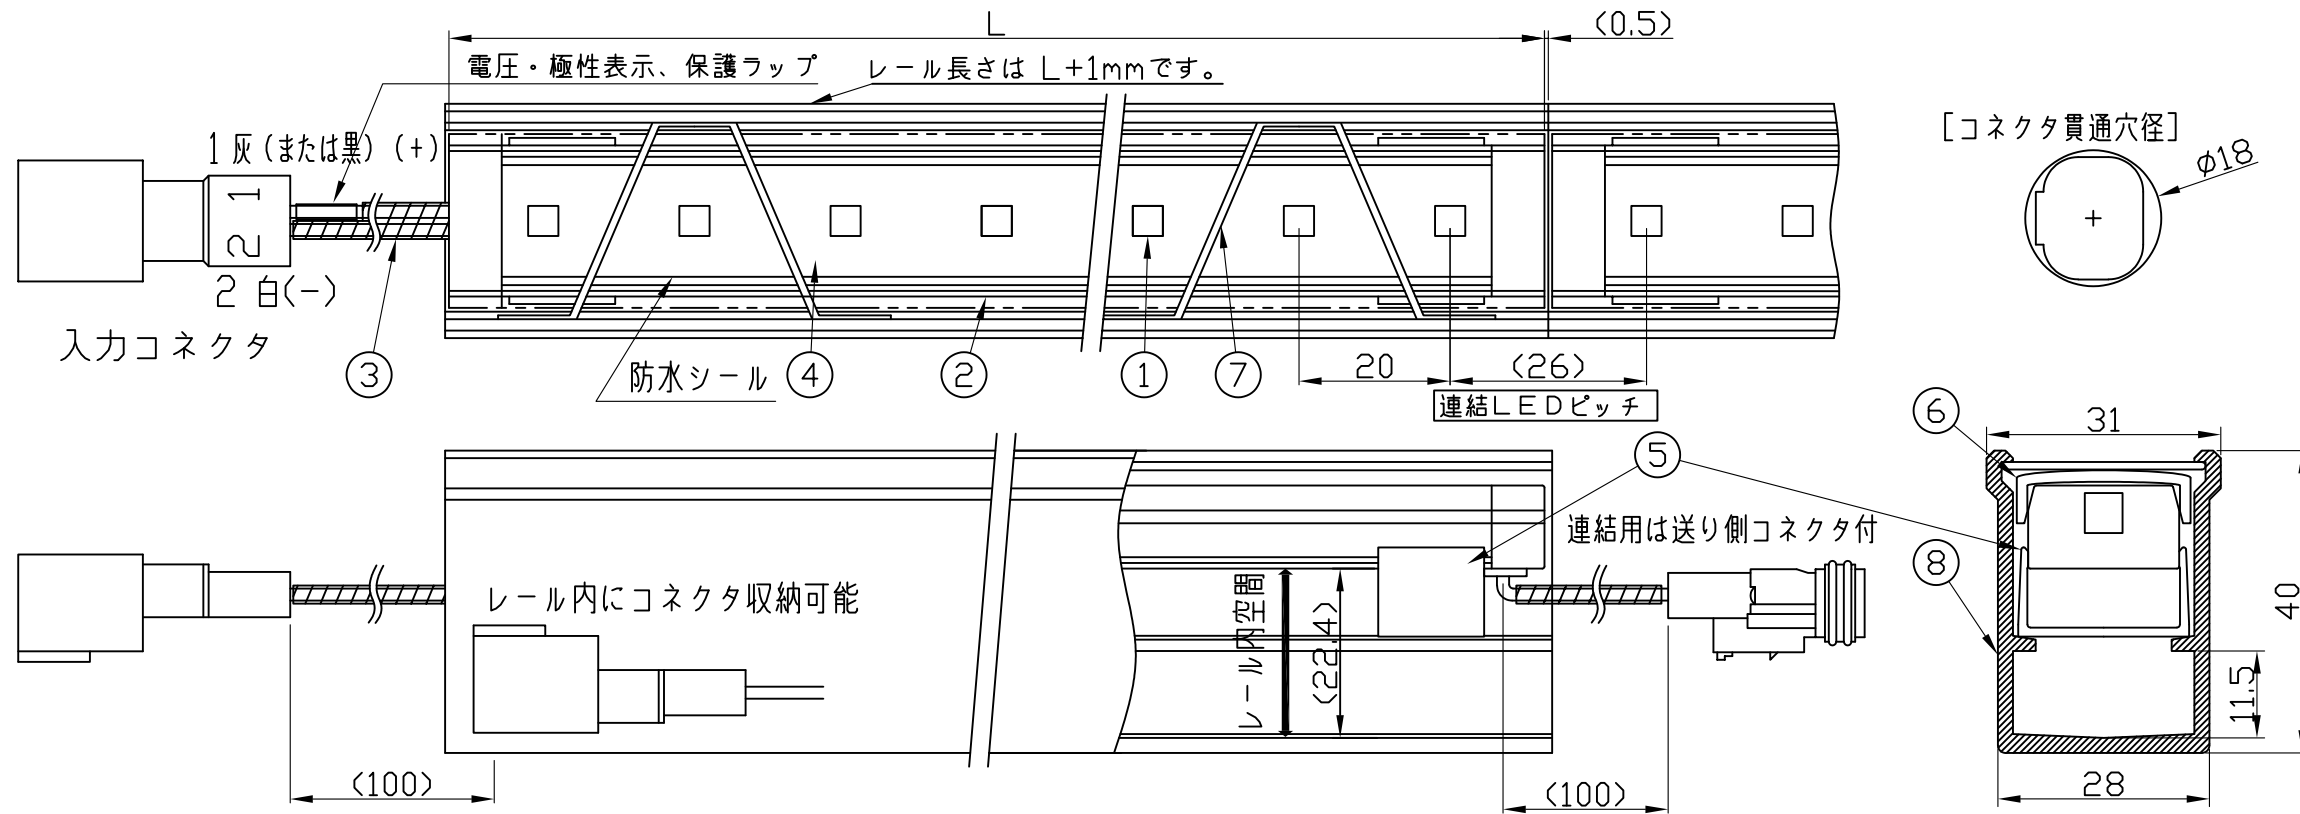 L
(0.5)
電圧・極性表示、保護ラップ
レール長さは L+1mmです。
[コネクタ貫通穴径]
φ18
1 灰(または黒) (+)
2 1
2 白(-)
入力コネクタ
③
防水シール
④
②
①
⑦
20
(26)
連結LEDピッチ
⑥
31
⑤
連結用は送り側コネクタ付
⑧
レール内にコネクタ収納可能
レール内空間
(22.4)
40
11.5
(100)
(100)
28